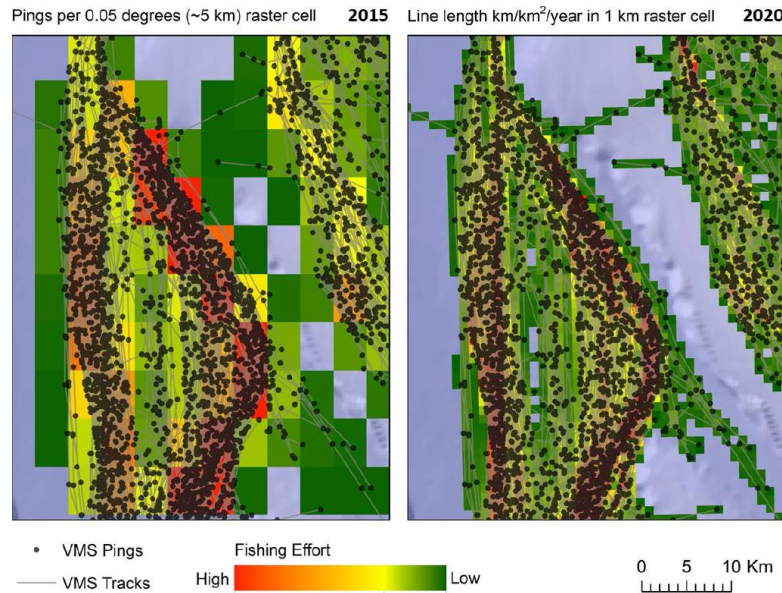 Pings per 0.05 degrees (~5 km) raster cell 2015
Line length km/km²/year in 1 km raster cell 2020
VMS Pings
VMS Tracks
Fishing Effort
High
Low
0 5 10 Km